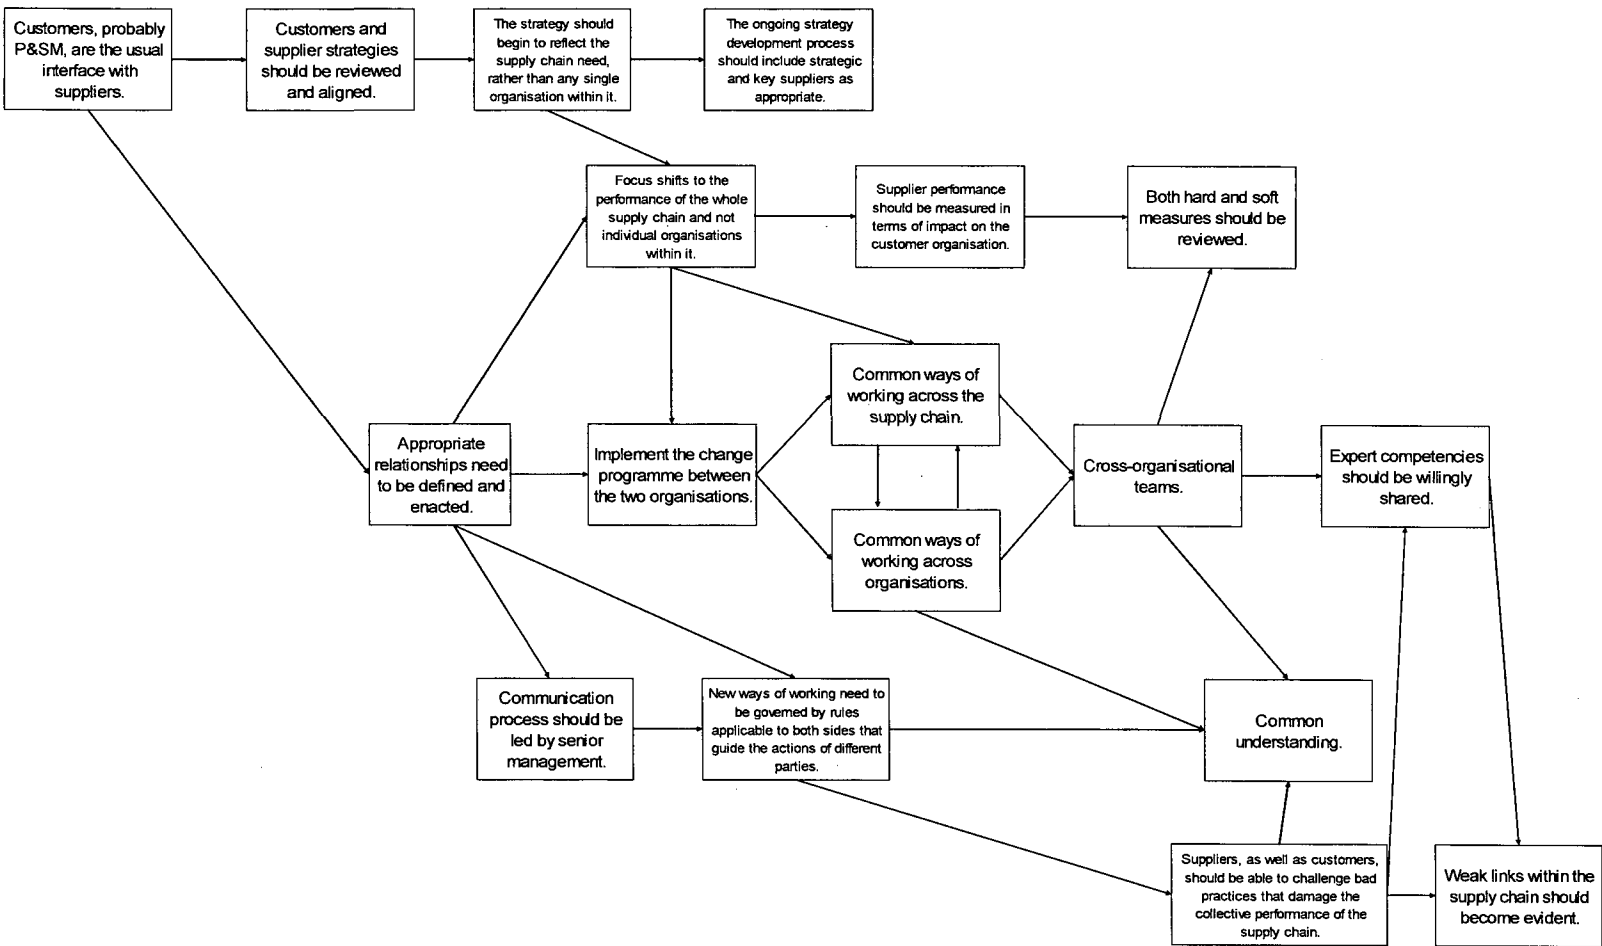 Customers, probably
P&SM, are the usual
interface with
suppliers.
Customers and
supplier strategies
should be reviewed
and aligned.
The strategy should
begin to reflect the
supply chain need,
rather than any single
organisation within it.
The ongoing strategy
development process
should include strategic
and key suppliers as
appropriate.
Focus shifts to the
performance of the whole
supply chain and not
individual organisations
within it.
Supplier performance
should be measured in
terms of impact on the
customer organisation.
Both hard and soft
measures should be
reviewed.
Common ways of
working across the
supply chain.
Appropriate
relationships need
to be defined and
enacted.
Implement the change
programme between
the two organisations.
Cross-organisational
teams.
Expert competencies
should be willingly
shared.
Common ways of
working across
organisations.
Communication
process should be
led by senior
management.
New ways of working need to
be governed by rules
applicable to both sides that
guide the actions of different
parties.
Common
understanding.
Suppliers, as well as customers,
should be able to challenge bad
practices that damage the
collective performance of the
supply chain.
Weak links within the
supply chain should
become evident.